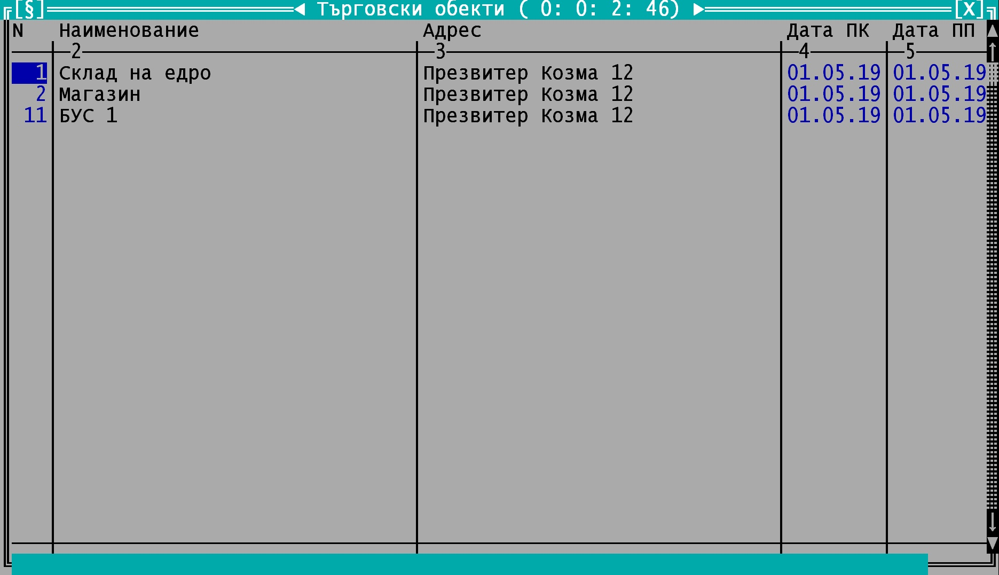 [§] Търговски обекти ( 0: 0: 2: 46) [X]
N Наименование Адрес Дата ПК Дата ПП
2 3 4 5
1 Склад на едро Презвитер Козма 12 01.05.19 01.05.19
2 Магазин Презвитер Козма 12 01.05.19 01.05.19
11 БУС 1 Презвитер Козма 12 01.05.19 01.05.19